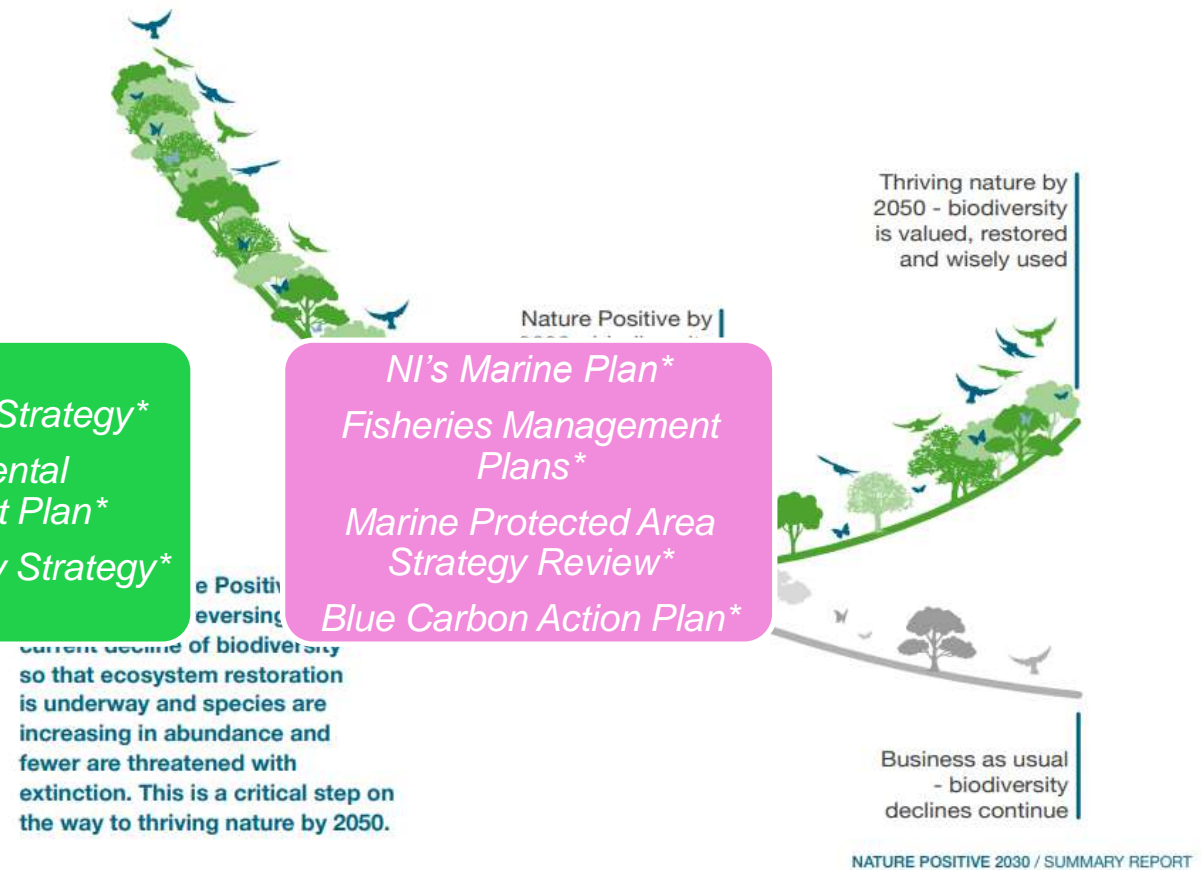 Thriving nature by
2050 - biodiversity
is valued, restored
and wisely used
Nature Positive by
Strategy*
Plan*
Strategy*
NI's Marine Plan*
Fisheries Management
Plans*
Marine Protected Area
Strategy Review*
Blue Carbon Action Plan*
current decline of biodiversity
so that ecosystem restoration
is underway and species are
increasing in abundance and
fewer are threatened with
extinction. This is a critical step on
the way to thriving nature by 2050.
Business as usual
- biodiversity
declines continue
NATURE POSITIVE 2030 / SUMMARY REPORT